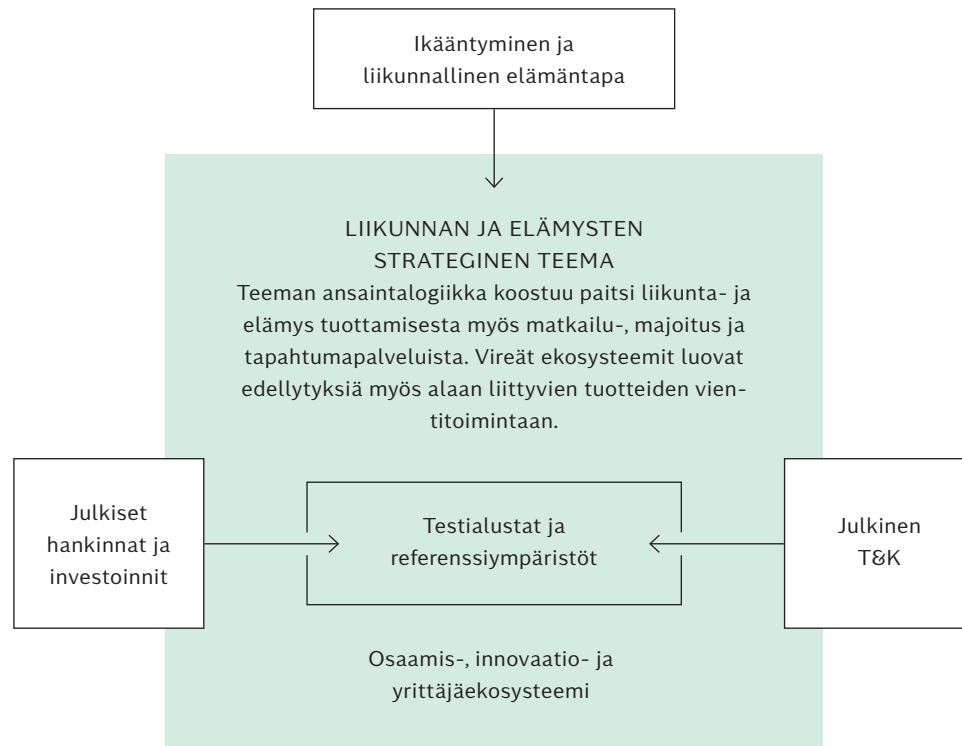 Ikääntyminen ja
liikunnallinen elämäntapa
LIIKUNNAN JA ELÄMYSTEN
STRATEGINEN TEEMA
Teeman ansaintalogiikka koostuu paitsi liikunta- ja
elämys tuottamisesta myös matkailu-, majoitus ja
tapahtumapalveluista. Vireät ekosysteemit luovat
edellytyksiä myös alaan liittyvien tuotteiden vien-
titoimintaan.
Julkiset
hankinnat ja
investoinnit
Testialustat ja
referenssiympäristöt
Julkinen
T&K
Osaamis-, innovaatio- ja
yrittäjäekosysteemi